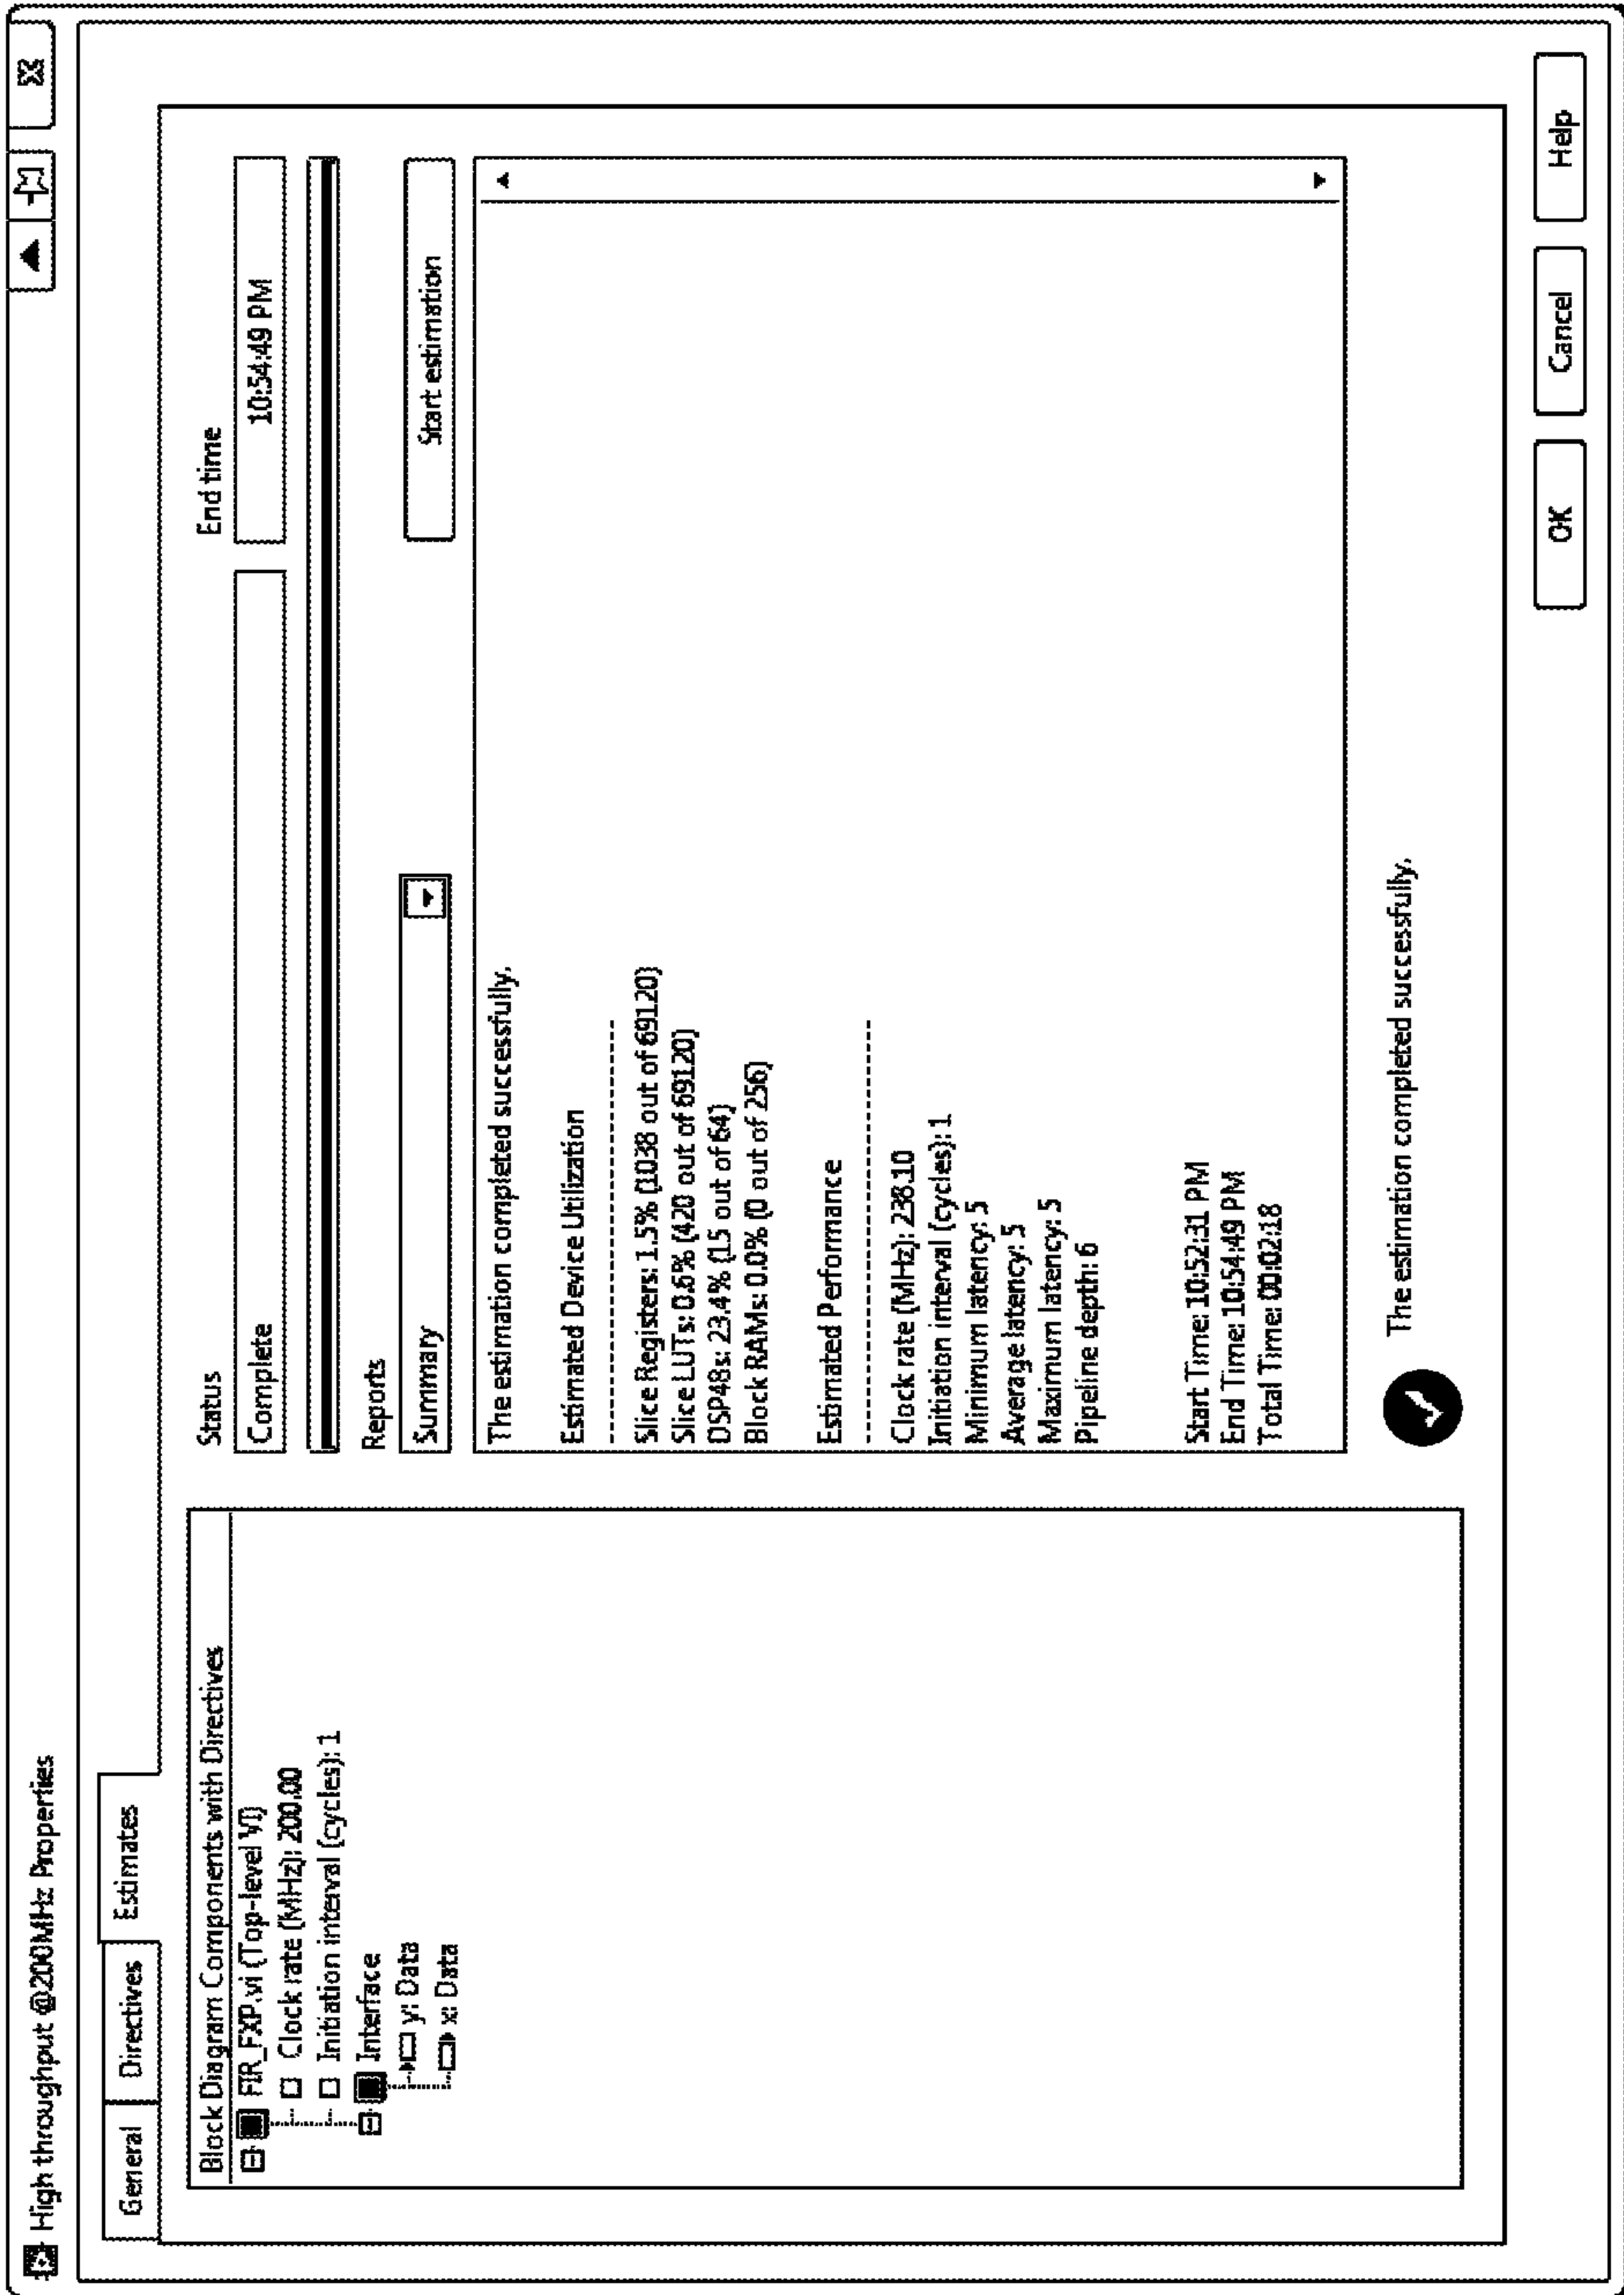 High throughput @200MHz Properties
General
Directives
Estimates
Block Diagram Components with Directives
FIR_FXP.vi (Top-level VI)
Clock rate (MHz): 200.00
Initiation interval (cycles): 1
Interface
y: Data
x: Data
Status
End time
Complete
10:54:49 PM
Reports
Summary
Start estimation
The estimation completed successfully.
Estimated Device Utilization
---------------------------------------------
Slice Registers: 1.5% (1038 out of 69120)
Slice LUTs: 0.6% (420 out of 69120)
DSP48s: 23.4% (15 out of 64)
Block RAMs: 0.0% (0 out of 256)
Estimated Performance
---------------------------------------------
Clock rate (MHz): 238.10
Initiation interval (cycles): 1
Minimum latency: 5
Average latency: 5
Maximum latency: 5
Pipeline depth: 6
Start Time: 10:52:31 PM
End Time: 10:54:49 PM
Total Time: 00:02:18
The estimation completed successfully.
OK
Cancel
Help